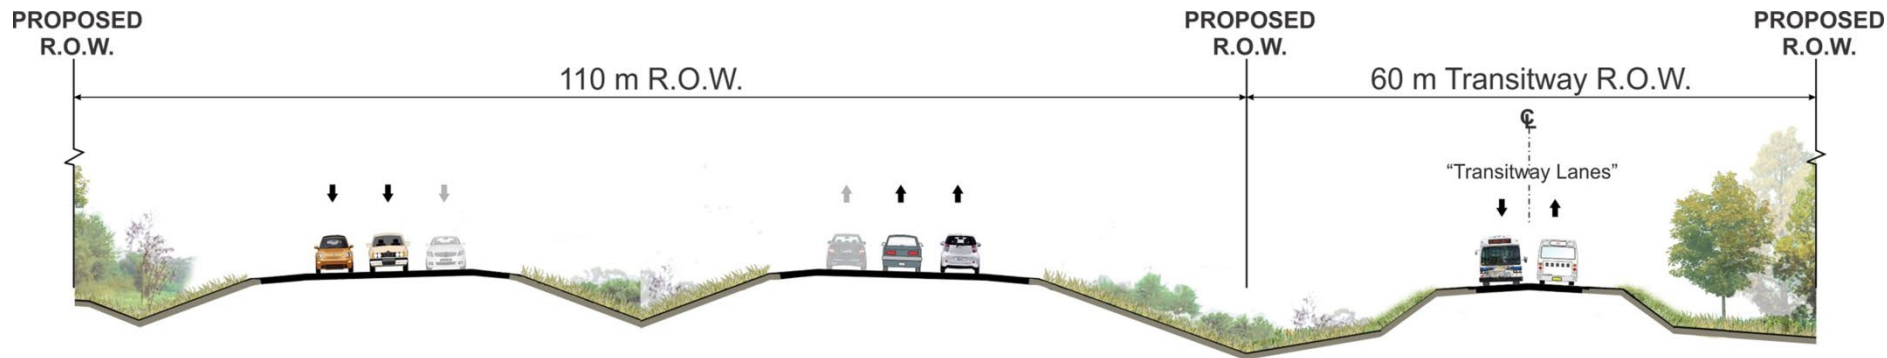 PROPOSED
R.O.W.
PROPOSED
R.O.W.
PROPOSED
R.O.W.
110 m R.O.W.
60 m Transitway R.O.W.
℄
“Transitway Lanes”